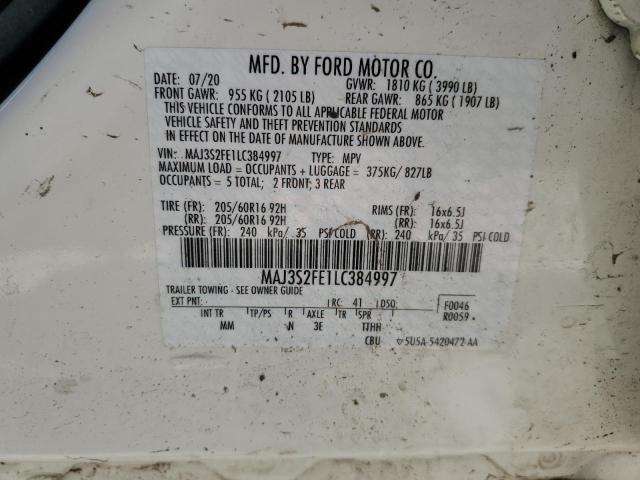 MFD. BY FORD MOTOR CO.
DATE: 07/20 GVWR: 1810 KG ( 3990 LB)
FRONT GAWR: 955 KG ( 2105 LB) REAR GAWR: 865 KG ( 1907 LB)
THIS VEHICLE CONFORMS TO ALL APPLICABLE FEDERAL MOTOR
VEHICLE SAFETY AND THEFT PREVENTION STANDARDS
IN EFFECT ON THE DATE OF MANUFACTURE SHOWN ABOVE.
VIN: MAJ3S2FE1LC384997 TYPE: MPV
MAXIMUM LOAD = OCCUPANTS + LUGGAGE = 375KG/ 827LB
OCCUPANTS = 5 TOTAL; 2 FRONT; 3 REAR
TIRE (FR): 205/60R16 92H RIMS (FR): 16x6.5J
(RR): 205/60R16 92H (RR): 16x6.5J
PRESSURE (FR): 240 kPa/ 35 PSI COLD (RR): 240 kPa/ 35 PSI COLD
MAJ3S2FE1LC384997
TRAILER TOWING - SEE OWNER GUIDE
EXT PNT: RC: 41 DSO: F0046
INT TR TP/PS R AXLE TR SPR R0059
MM N 3E TTHH
CBU 5U5A-5420472-AA